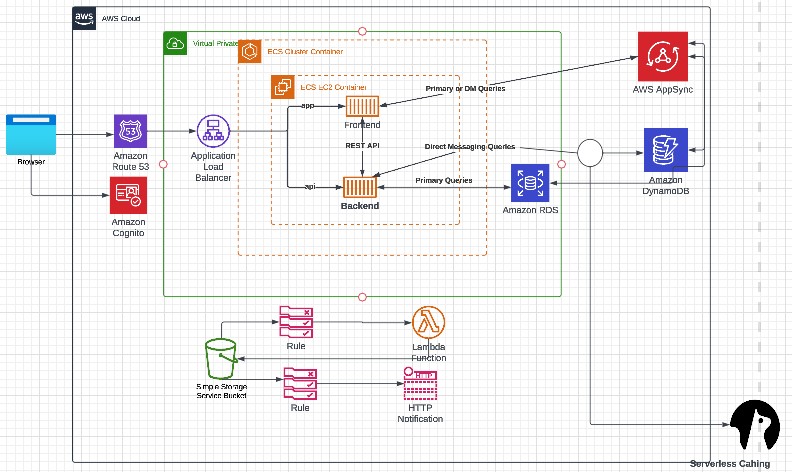 aws
AWS Cloud
Virtual Private
ECS Cluster Container
ECS EC2 Container
AWS AppSync
Primary or DM Queries
app
Frontend
53
Browser
Amazon
Route 53
Application
Load
Balancer
REST API
Direct Messaging Queries
api
Backend
Primary Queries
Amazon RDS
Amazon
DynamoDB
Amazon
Cognito
Rule
Lambda
Function
Simple Storage
Service Bucket
Rule
HTTP
HTTP
Notification
Serverless Cahing